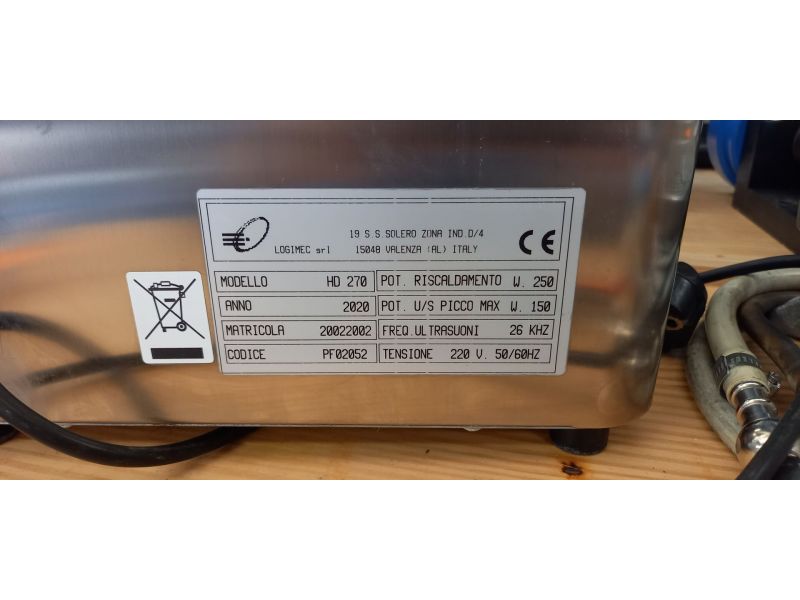 19 S.S SOLERO ZONA IND.D/4
LOGIMEC srl 15048 VALENZA (AL) ITALY
CE
MODELLO HD 270 POT. RISCALDAMENTO W. 250
ANNO 2020 POT. U/S PICCO MAX W. 150
MATRICOLA 20022002 FREQ.ULTRASUONI 26 KHZ
CODICE PF02052 TENSIONE 220 V. 50/60HZ